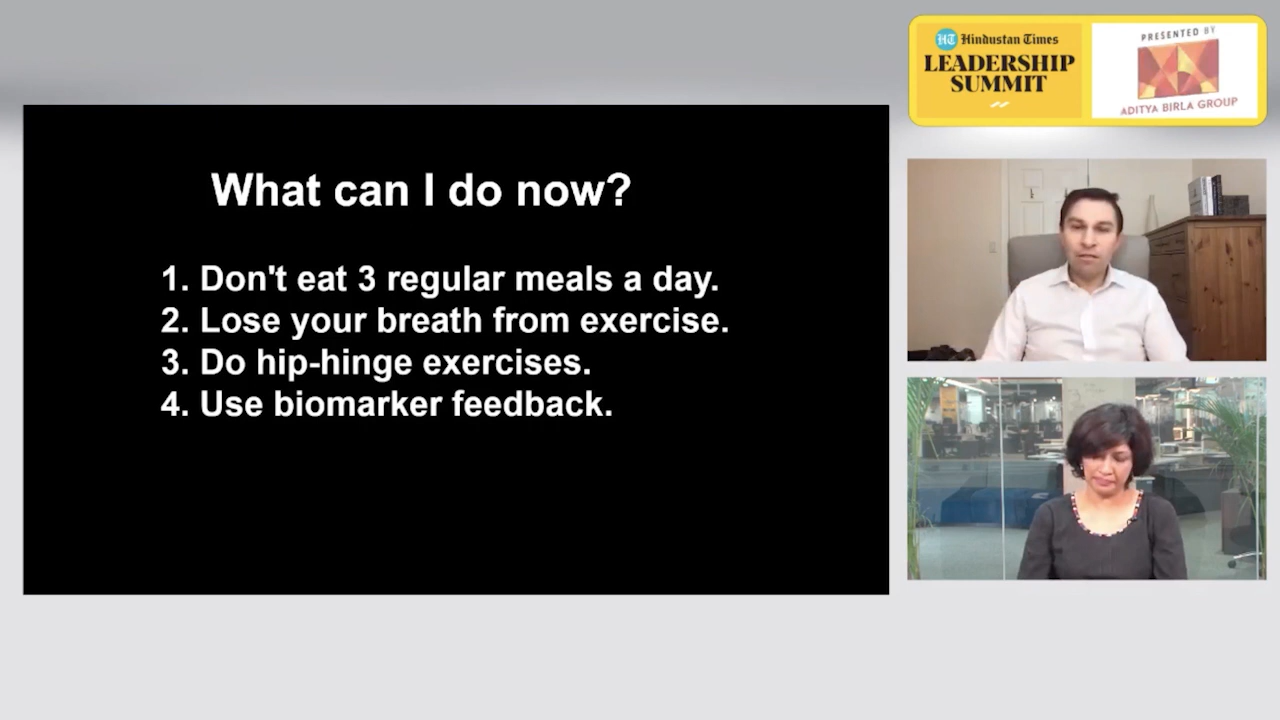 What can I do now?
1. Don't eat 3 regular meals a day.
2. Lose your breath from exercise.
3. Do hip-hinge exercises.
4. Use biomarker feedback.
HT Hindustan Times
LEADERSHIP
SUMMIT
PRESENTED BY
ADITYA BIRLA GROUP